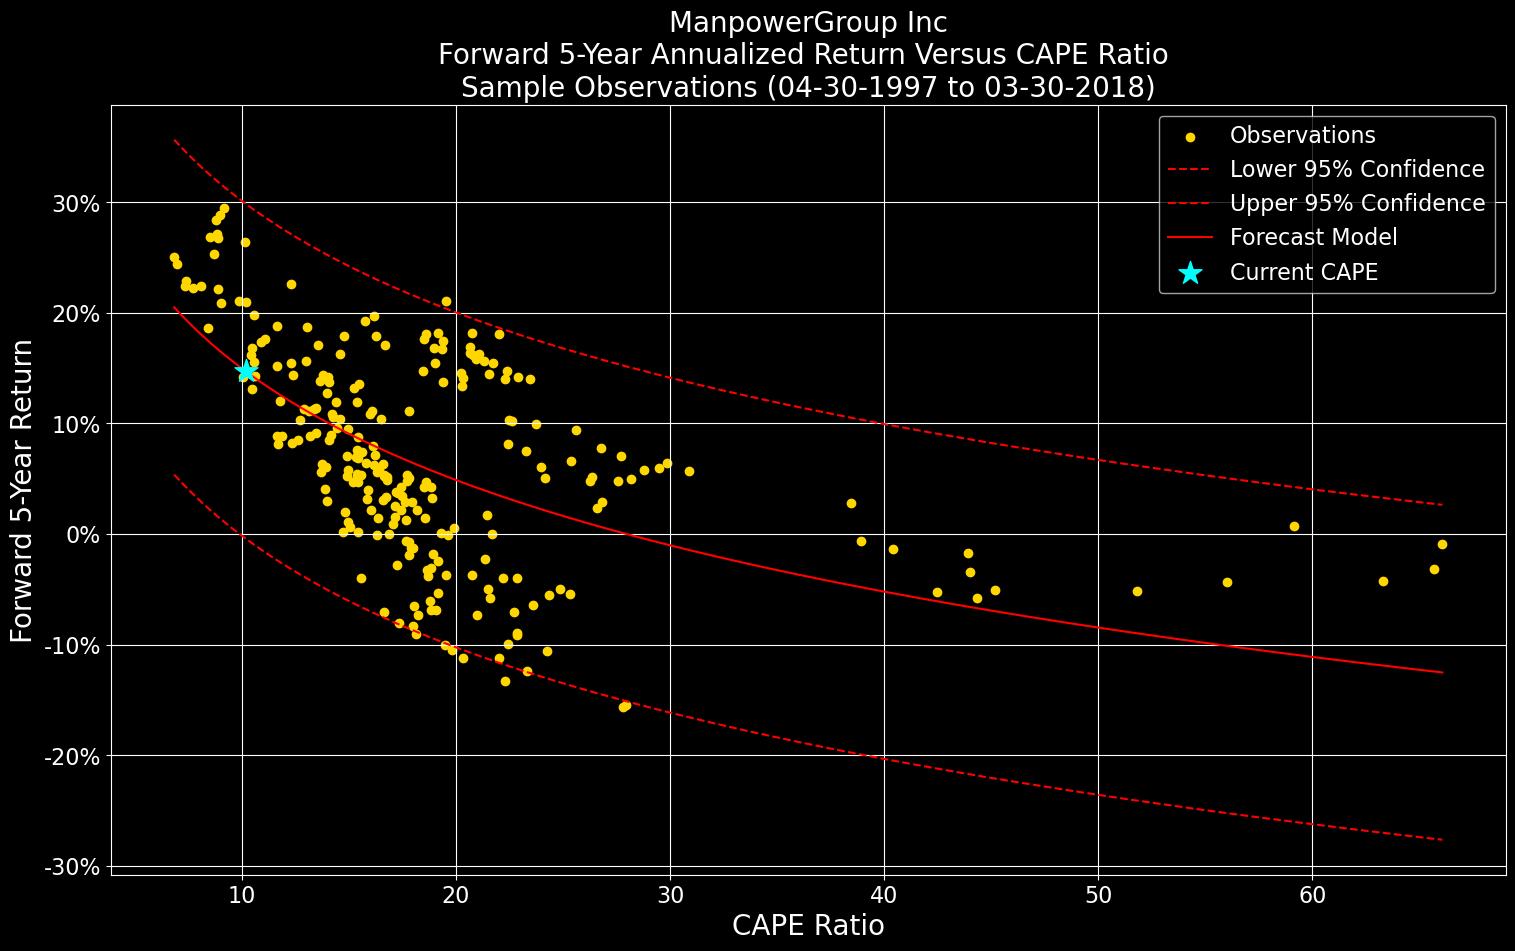 ManpowerGroup Inc
Forward 5-Year Annualized Return Versus CAPE Ratio
Sample Observations (04-30-1997 to 03-30-2018)
Observations
Lower 95% Confidence
Upper 95% Confidence
Forecast Model
Current CAPE
Forward 5-Year Return
30%
20%
10%
0%
-10%
-20%
-30%
10 20 30 40 50 60
CAPE Ratio